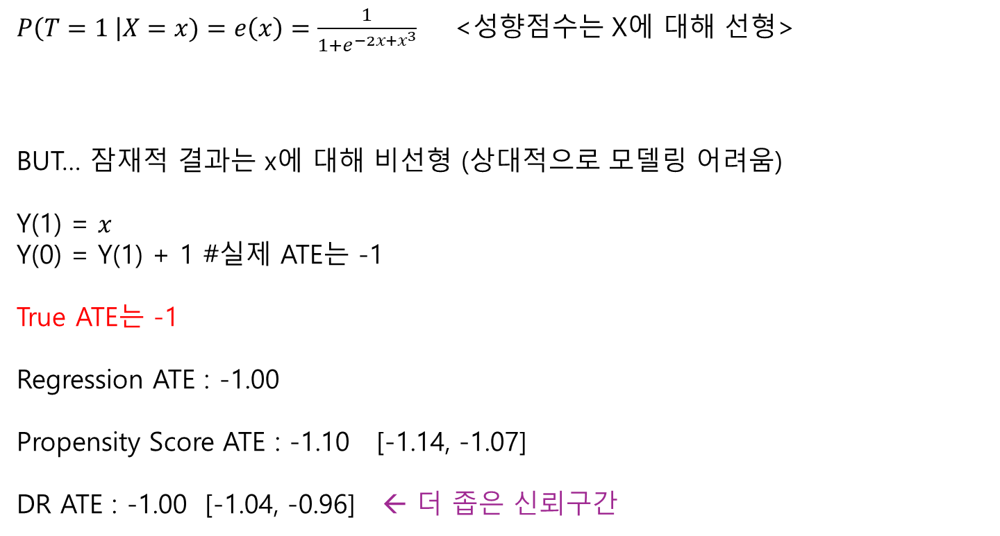 P(T = 1 |X = x) = e(x) = \frac{1}{1+e^{-2x+x^3}} <성향점수는 X에 대해 선형>
BUT... 잠재적 결과는 x에 대해 비선형 (상대적으로 모델링 어려움)
Y(1) = x
Y(0) = Y(1) + 1 #실제 ATE는 -1
True ATE는 -1
Regression ATE : -1.00
Propensity Score ATE : -1.10 [-1.14, -1.07]
DR ATE : -1.00 [-1.04, -0.96] ← 더 좁은 신뢰구간